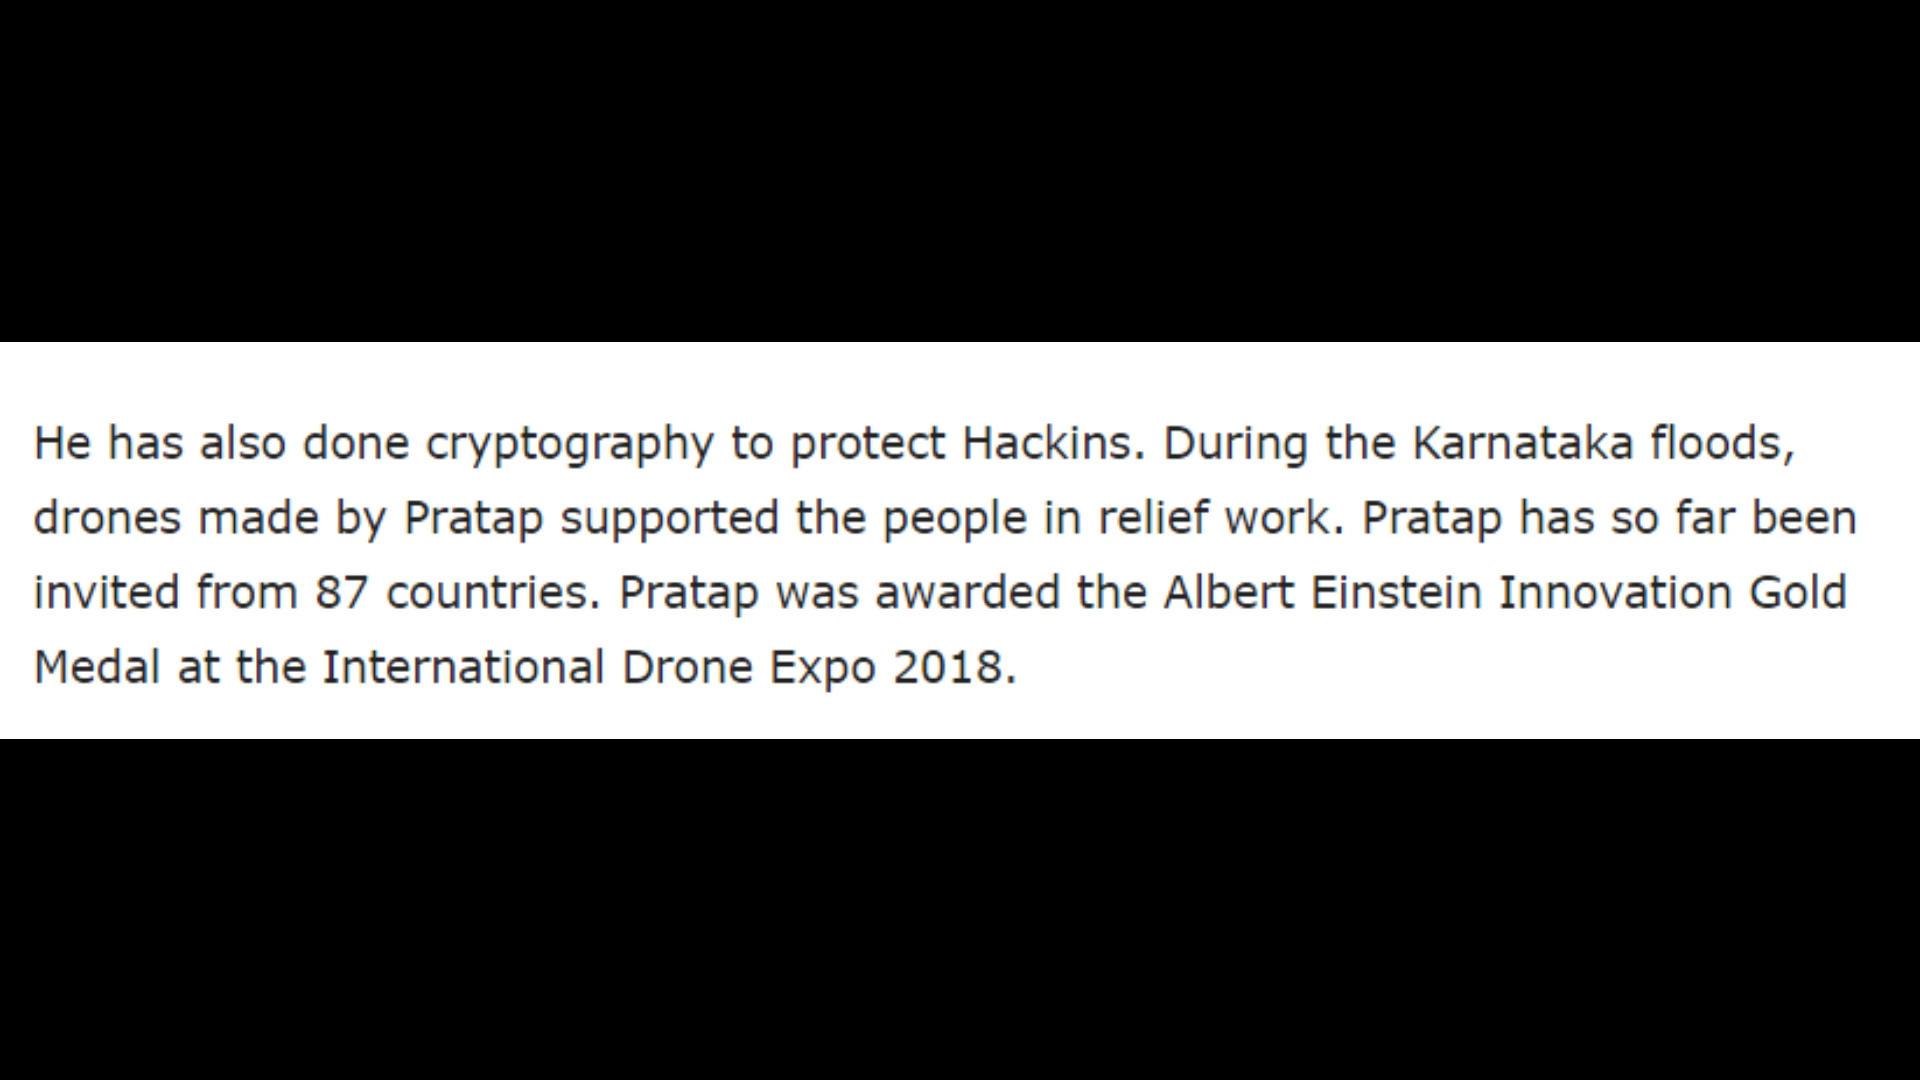 He has also done cryptography to protect Hackins. During the Karnataka floods,
drones made by Pratap supported the people in relief work. Pratap has so far been
invited from 87 countries. Pratap was awarded the Albert Einstein Innovation Gold
Medal at the International Drone Expo 2018.